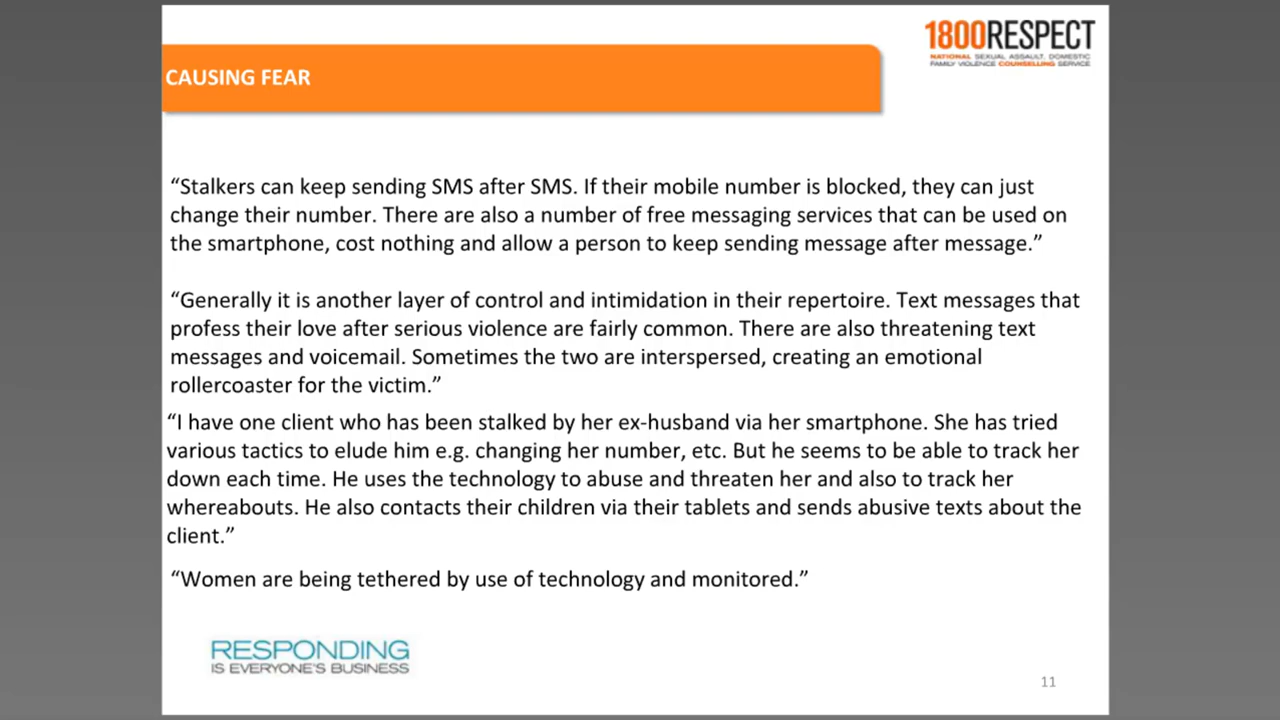 1800RESPECT
NATIONAL SEXUAL ASSAULT, DOMESTIC
FAMILY VIOLENCE COUNSELLING SERVICE
CAUSING FEAR
“Stalkers can keep sending SMS after SMS. If their mobile number is blocked, they can just
change their number. There are also a number of free messaging services that can be used on
the smartphone, cost nothing and allow a person to keep sending message after message.”
“Generally it is another layer of control and intimidation in their repertoire. Text messages that
profess their love after serious violence are fairly common. There are also threatening text
messages and voicemail. Sometimes the two are interspersed, creating an emotional
rollercoaster for the victim.”
“I have one client who has been stalked by her ex-husband via her smartphone. She has tried
various tactics to elude him e.g. changing her number, etc. But he seems to be able to track her
down each time. He uses the technology to abuse and threaten her and also to track her
whereabouts. He also contacts their children via their tablets and sends abusive texts about the
client.”
“Women are being tethered by use of technology and monitored.”
RESPONDING
IS EVERYONE'S BUSINESS
11